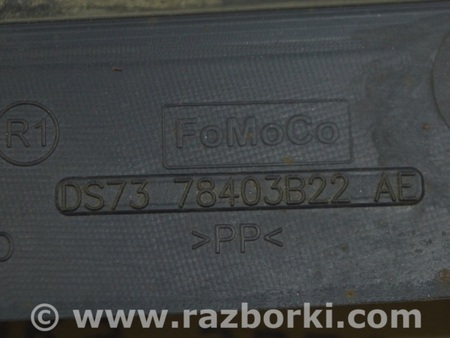 R1 FoMoCo
DS73 78403B22 AE
>PP<
© www.razborki.com